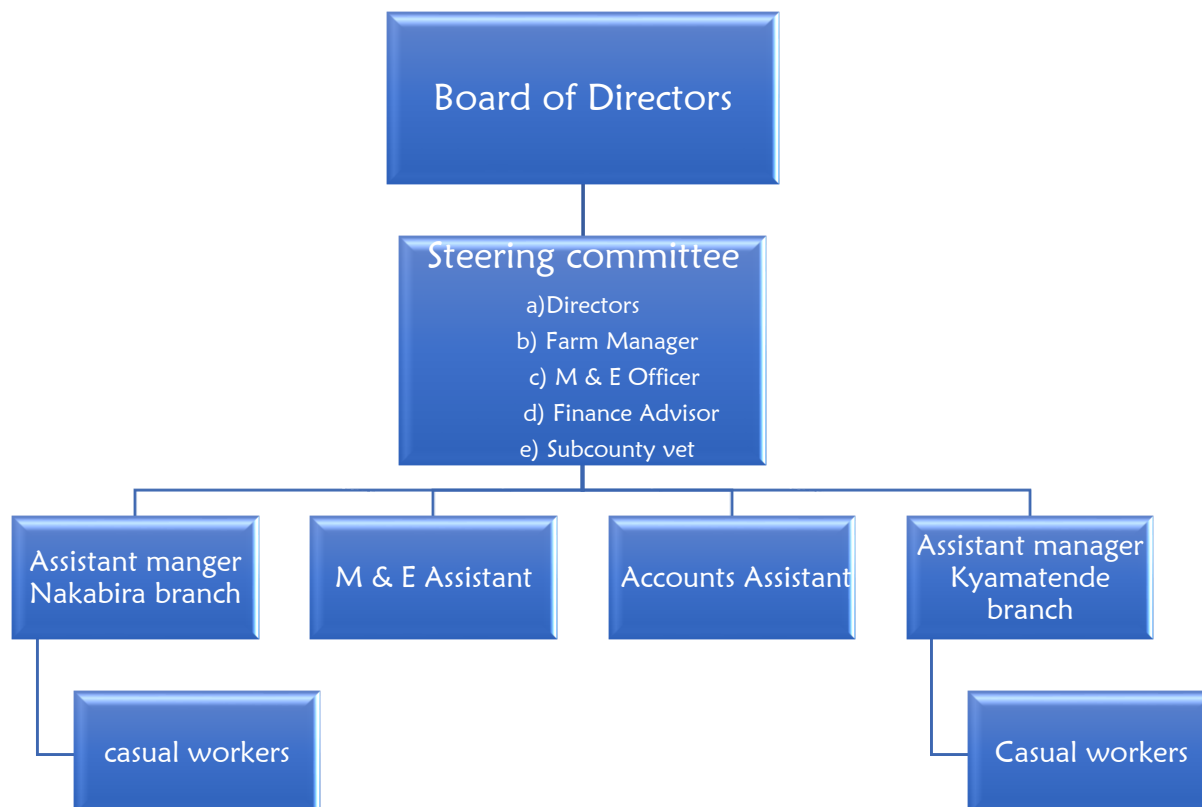 Board of Directors
Steering committee
a)Directors
b) Farm Manager
c) M & E Officer
d) Finance Advisor
e) Subcounty vet
Assistant manger
Nakabira branch
M & E Assistant
Accounts Assistant
Assistant manager
Kyamatende
branch
casual workers
Casual workers